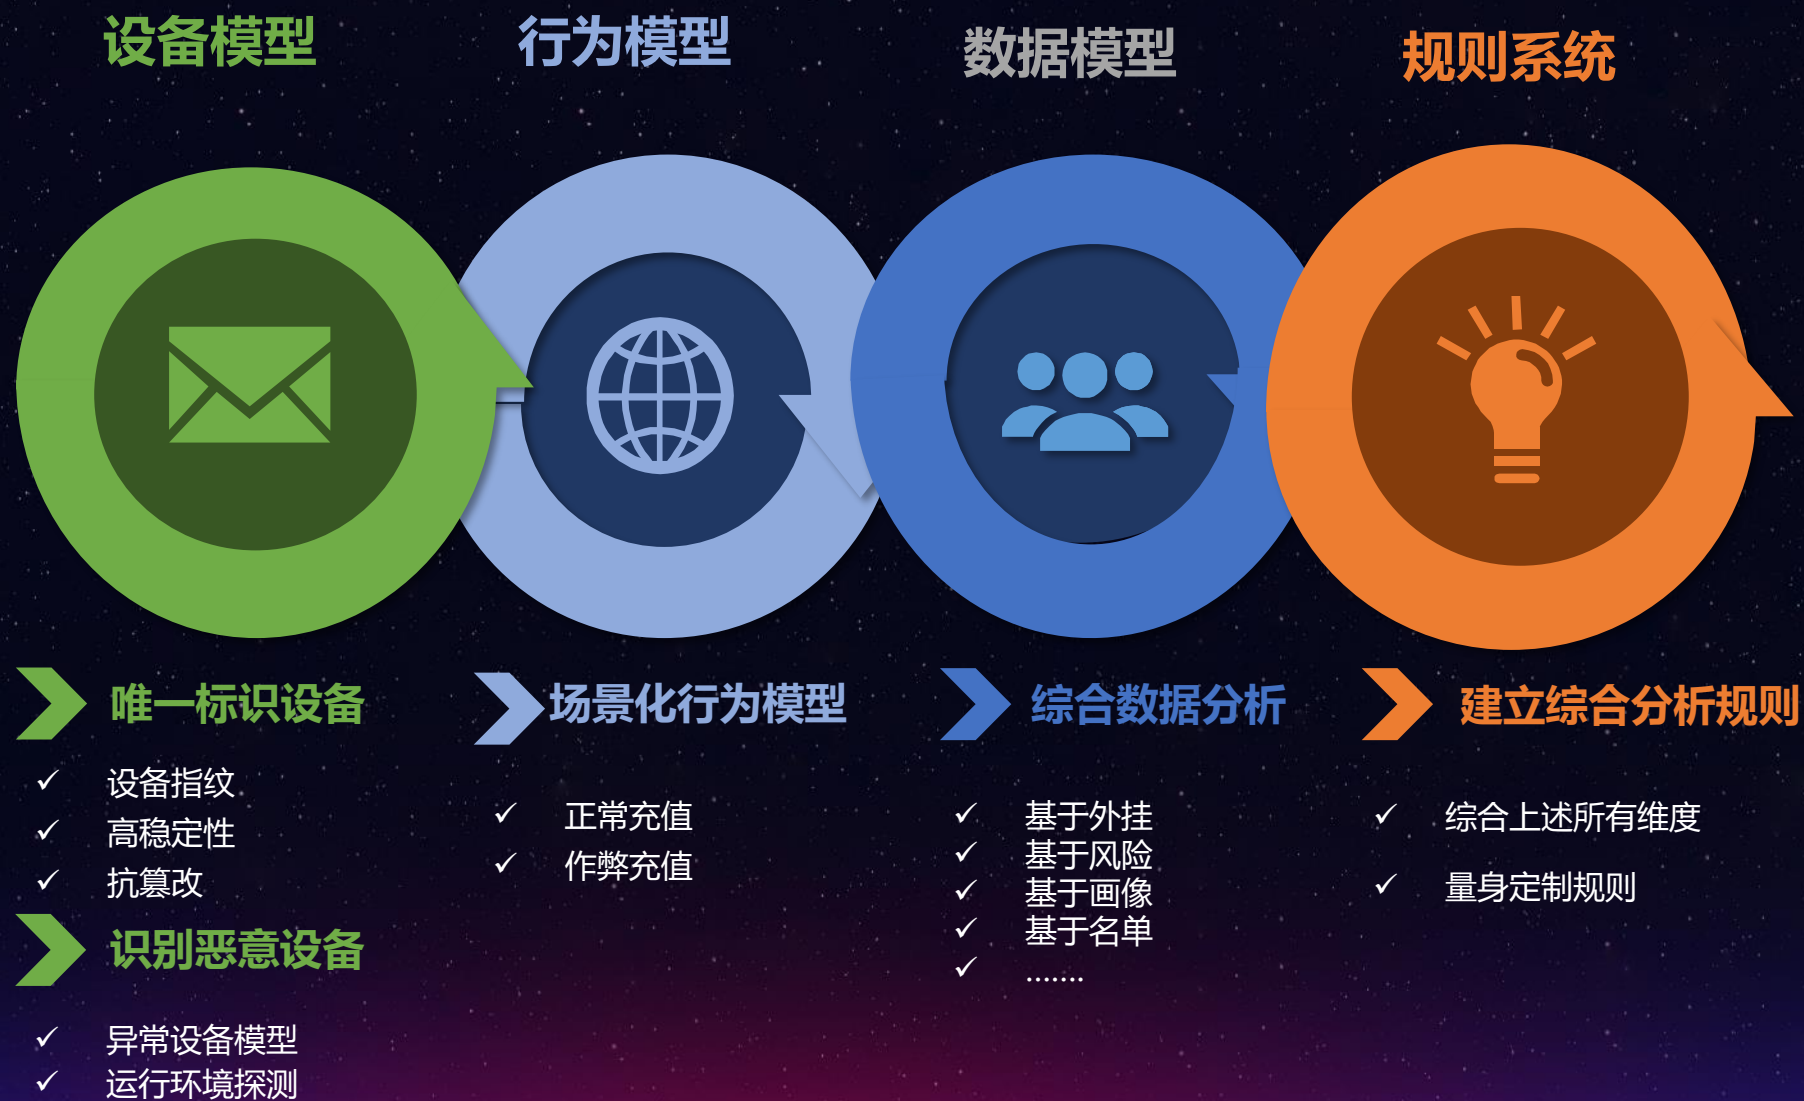 设备模型
行为模型
数据模型
规则系统
唯一标识设备
设备指纹
高稳定性
抗篡改
识别恶意设备
异常设备模型
运行环境探测
场景化行为模型
正常充值
作弊充值
综合数据分析
基于外挂
基于风险
基于画像
基于名单
.......
建立综合分析规则
综合上述所有维度
量身定制规则